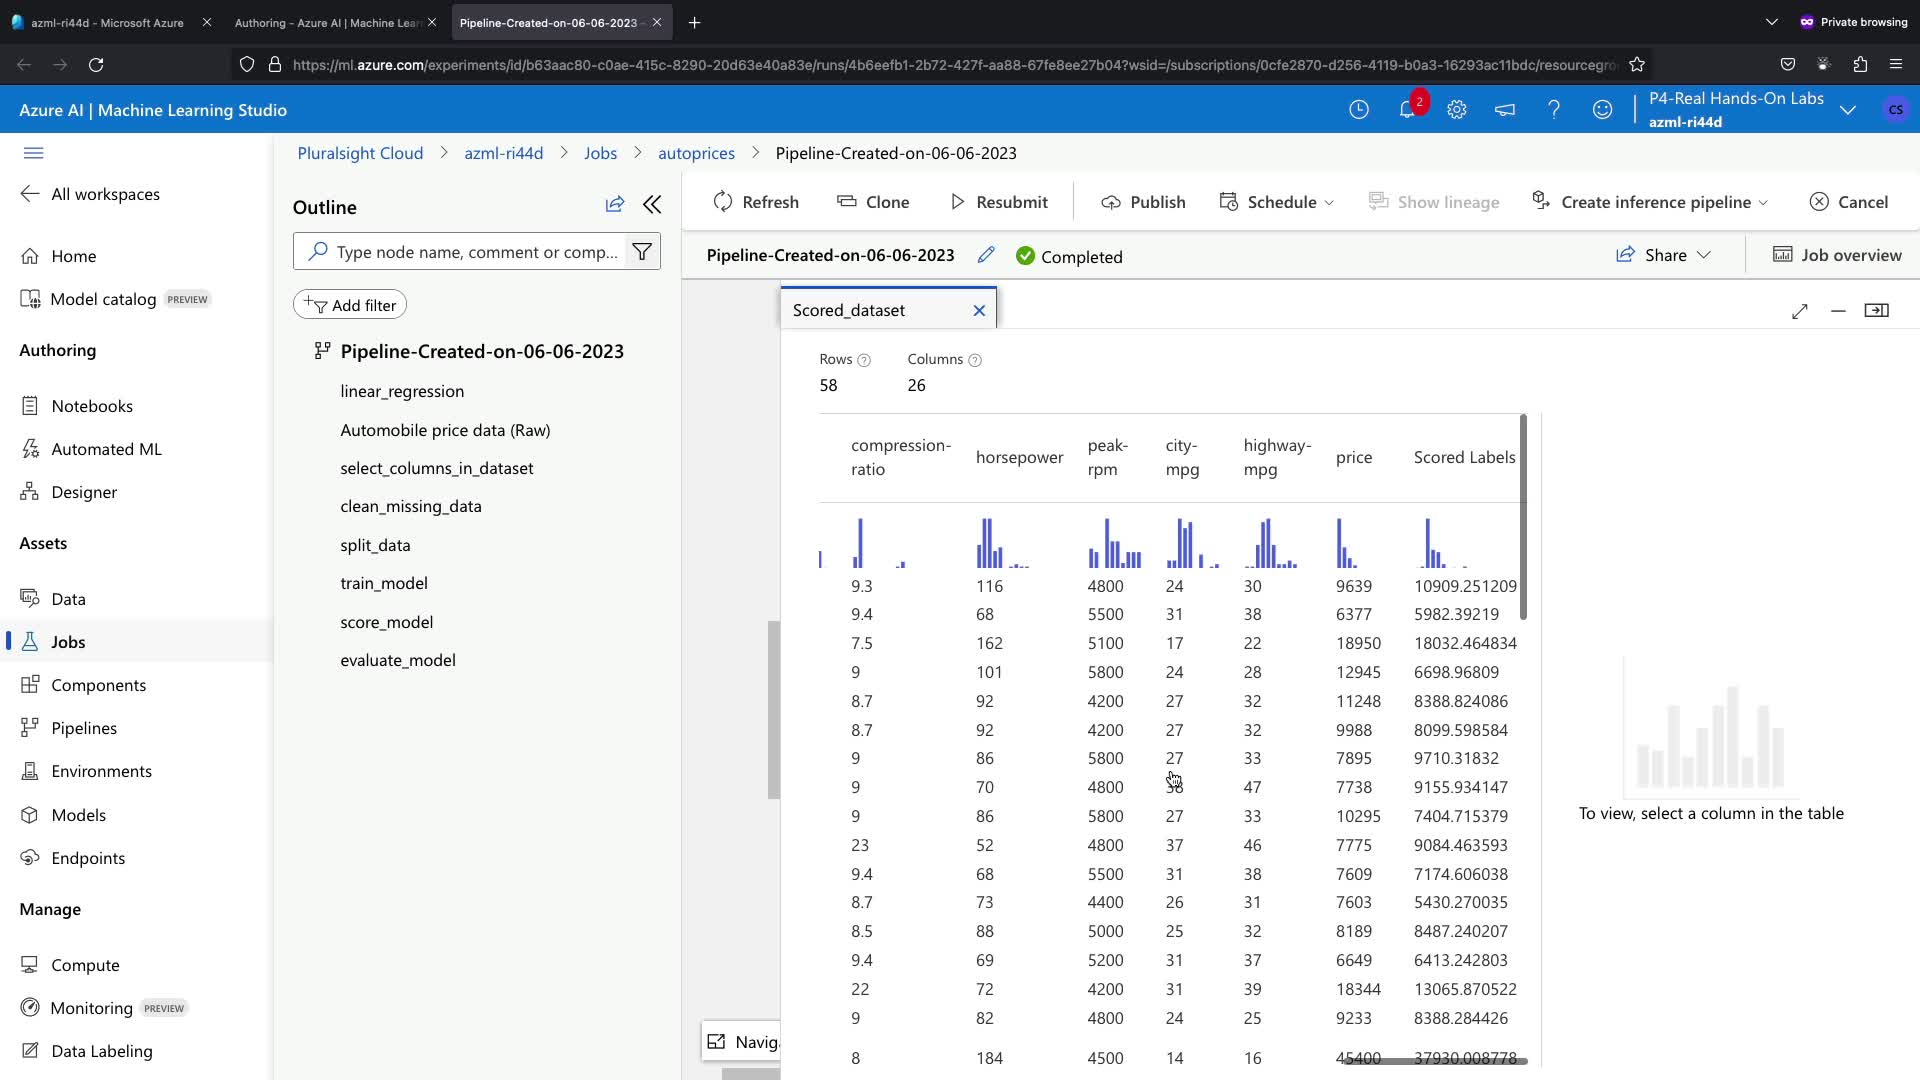 azml-ri44d - Microsoft Azure
Authoring - Azure AI | Machine Lear
Pipeline-Created-on-06-06-2023
Private browsing
https://ml.azure.com/experiments/id/b63aac80-c0ae-415c-8290-20d63e40a83e/runs/4b6eefb1-2b72-427f-aa88-67fe8ee27b04?wsid=/subscriptions/0cfe2870-d256-4119-b0a3-16293ac11bdc/resourcegro
Azure AI | Machine Learning Studio
2
P4-Real Hands-On Labs
azml-ri44d
CS
Pluralsight Cloud > azml-ri44d > Jobs > autoprices > Pipeline-Created-on-06-06-2023
All workspaces
Home
Model catalog PREVIEW
Authoring
Notebooks
Automated ML
Designer
Assets
Data
Jobs
Components
Pipelines
Environments
Models
Endpoints
Manage
Compute
Monitoring PREVIEW
Data Labeling
Outline
Type node name, comment or comp...
Add filter
Pipeline-Created-on-06-06-2023
linear_regression
Automobile price data (Raw)
select_columns_in_dataset
clean_missing_data
split_data
train_model
score_model
evaluate_model
Refresh Clone Resubmit Publish Schedule Show lineage Create inference pipeline Cancel
Pipeline-Created-on-06-06-2023 Completed Share Job overview
Scored_dataset
Rows Columns
58 26
compression-ratio horsepower peak-rpm city-mpg highway-mpg price Scored Labels
9.3 116 4800 24 30 9639 10909.251209
9.4 68 5500 31 38 6377 5982.39219
7.5 162 5100 17 22 18950 18032.464834
9 101 5800 24 28 12945 6698.96809
8.7 92 4200 27 32 11248 8388.824086
8.7 92 4200 27 32 9988 8099.598584
9 86 5800 27 33 7895 9710.31832
9 70 4800 38 47 7738 9155.934147
9 86 5800 27 33 10295 7404.715379
23 52 4800 37 46 7775 9084.463593
9.4 68 5500 31 38 7609 7174.606038
8.7 73 4400 26 31 7603 5430.270035
8.5 88 5000 25 32 8189 8487.240207
9.4 69 5200 31 37 6649 6413.242803
22 72 4200 31 39 18344 13065.870522
9 82 4800 24 25 9233 8388.284426
8 184 4500 14 16 45400 37930.008778
To view, select a column in the table
Naviga